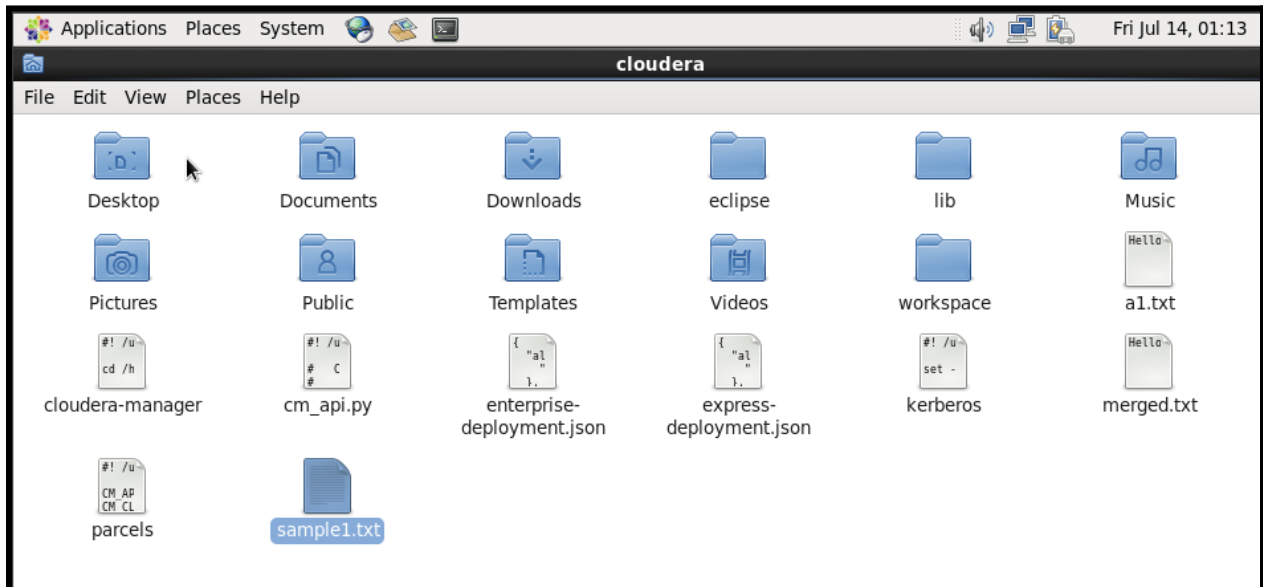 Applications Places System Fri Jul 14, 01:13
cloudera
File Edit View Places Help
D
Desktop Documents Downloads eclipse lib Music
Hello
Pictures Public Templates Videos workspace a1.txt
#! /u #! /u { { #! /u Hello
cd /h # C "al "al set -
# " "
}, },
cloudera-manager cm_api.py enterprise- express- kerberos merged.txt
deployment.json deployment.json
#! /u
CM_AP
CM_CL
parcels sample1.txt